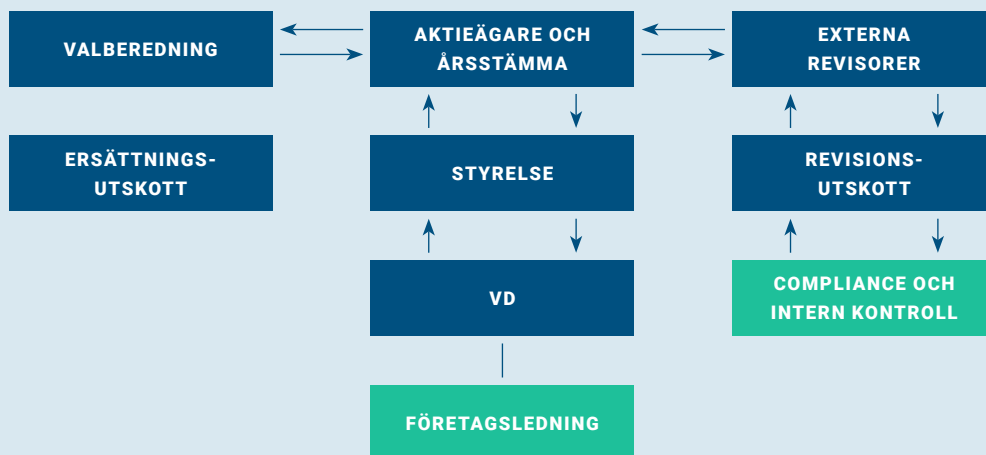 VALBEREDNING
AKTIEÄGARE OCH
ÅRSSTÄMMA
EXTERNA
REVISORER
ERSÄTTNINGS-
UTSKOTT
STYRELSE
REVISIONS-
UTSKOTT
VD
COMPLIANCE OCH
INTERN KONTROLL
FÖRETAGSLEDNING